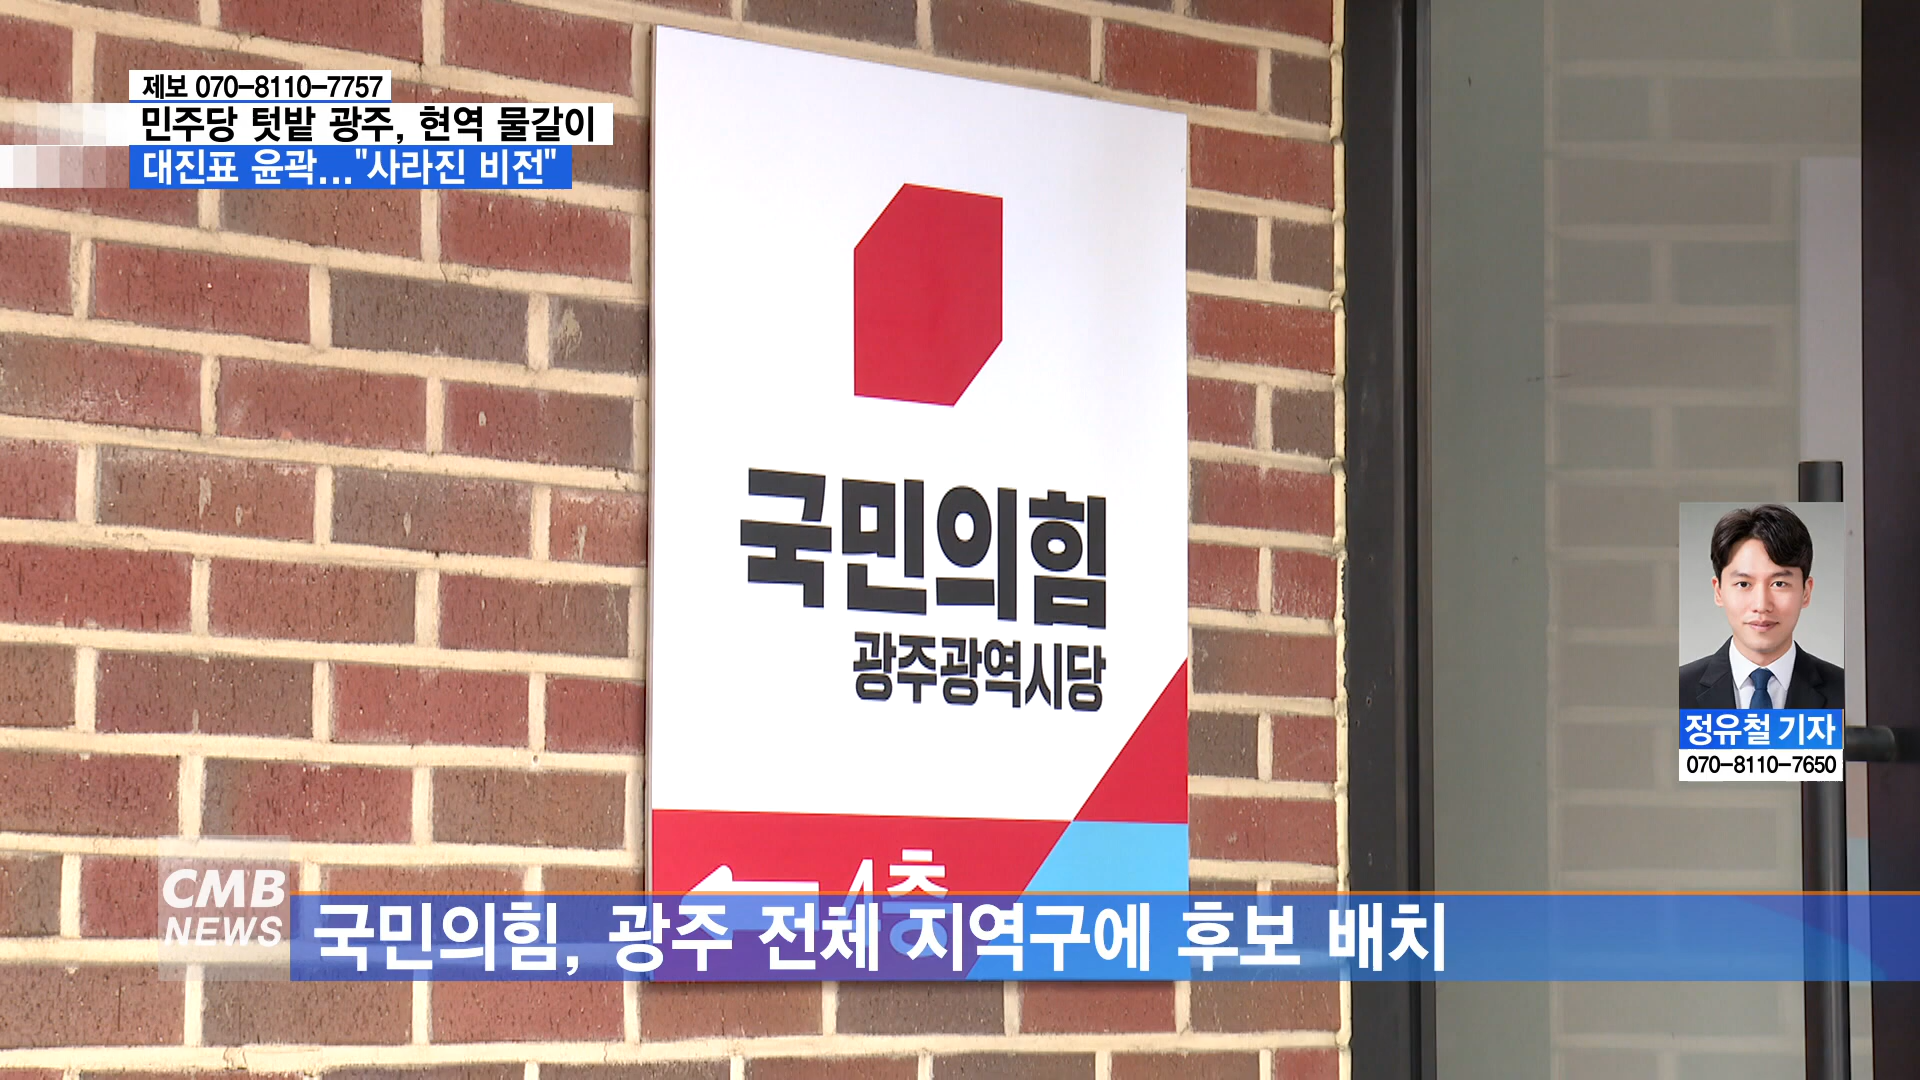 제보 070-8110-7757
민주당 텃밭 광주, 현역 물갈이
대진표 윤곽..."사라진 비전"
국민의힘
광주광역시당
4층
정유철 기자
070-8110-7650
CMB
NEWS
국민의힘, 광주 전체 지역구에 후보 배치